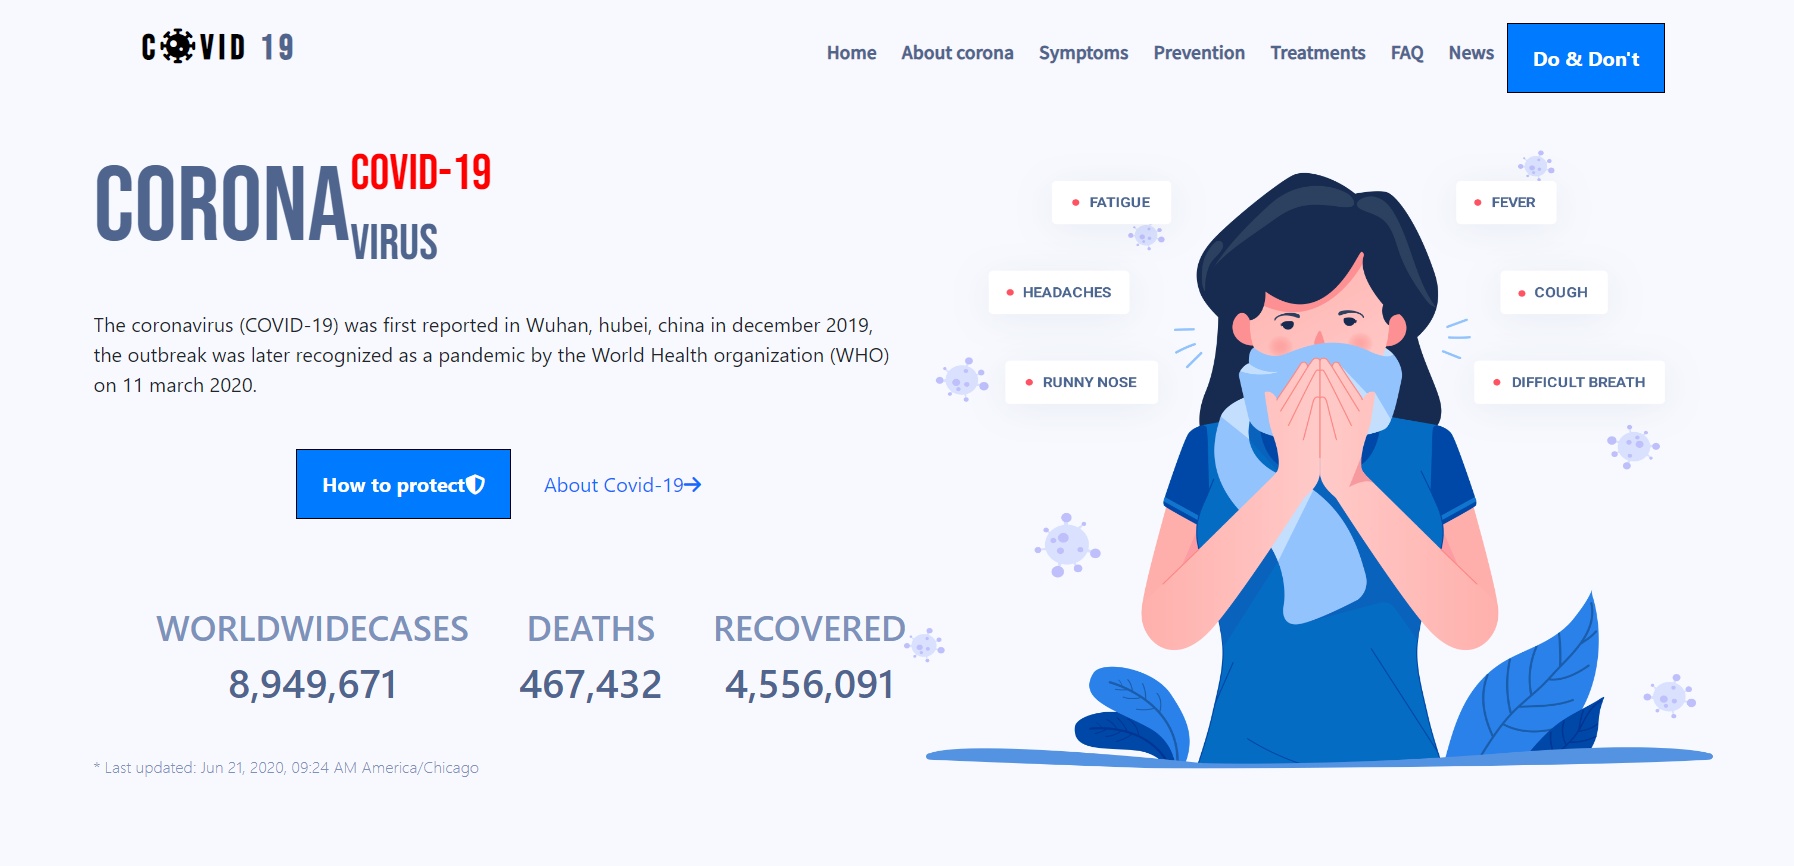 COVID 19
Home About corona Symptoms Prevention Treatments FAQ News Do & Don't
CORONA COVID-19
VIRUS
The coronavirus (COVID-19) was first reported in Wuhan, hubei, china in december 2019,
the outbreak was later recognized as a pandemic by the World Health organization (WHO)
on 11 march 2020.
How to protect About Covid-19
WORLDWIDECASES DEATHS RECOVERED
8,949,671 467,432 4,556,091
* Last updated: Jun 21, 2020, 09:24 AM America/Chicago
FATIGUE
FEVER
HEADACHES
COUGH
RUNNY NOSE
DIFFICULT BREATH